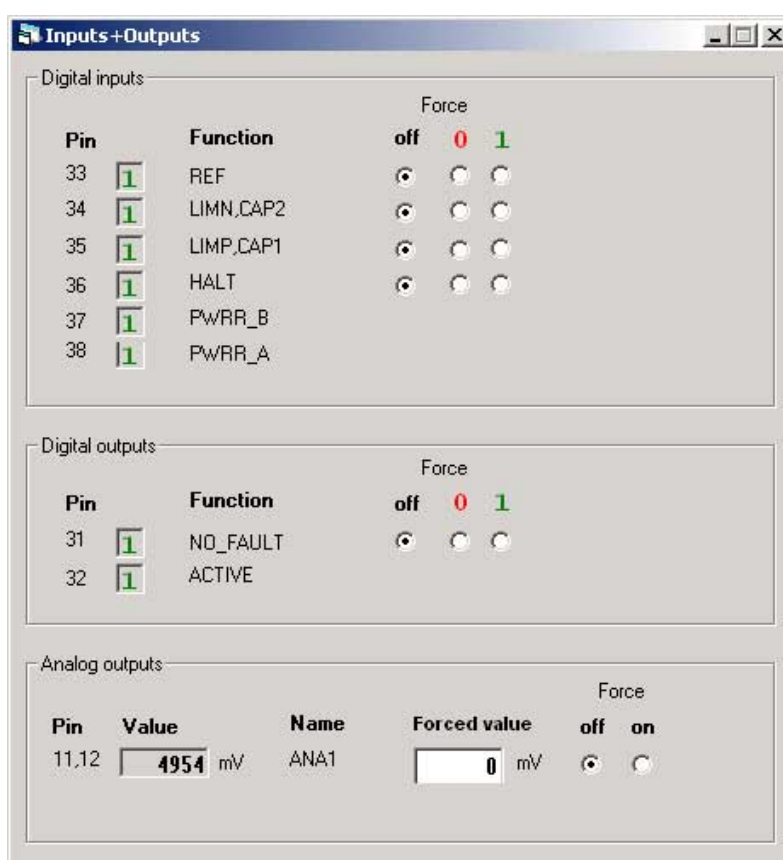 Inputs+Outputs
Digital inputs
Force
Pin Function off 0 1
33 1 REF
34 1 LIMN,CAP2
35 1 LIMP,CAP1
36 1 HALT
37 1 PWRR_B
38 1 PWRR_A
Digital outputs
Force
Pin Function off 0 1
31 1 NO_FAULT
32 1 ACTIVE
Analog outputs
Force
Pin Value Name Forced value off on
11,12 4954 mV ANA1 0 mV